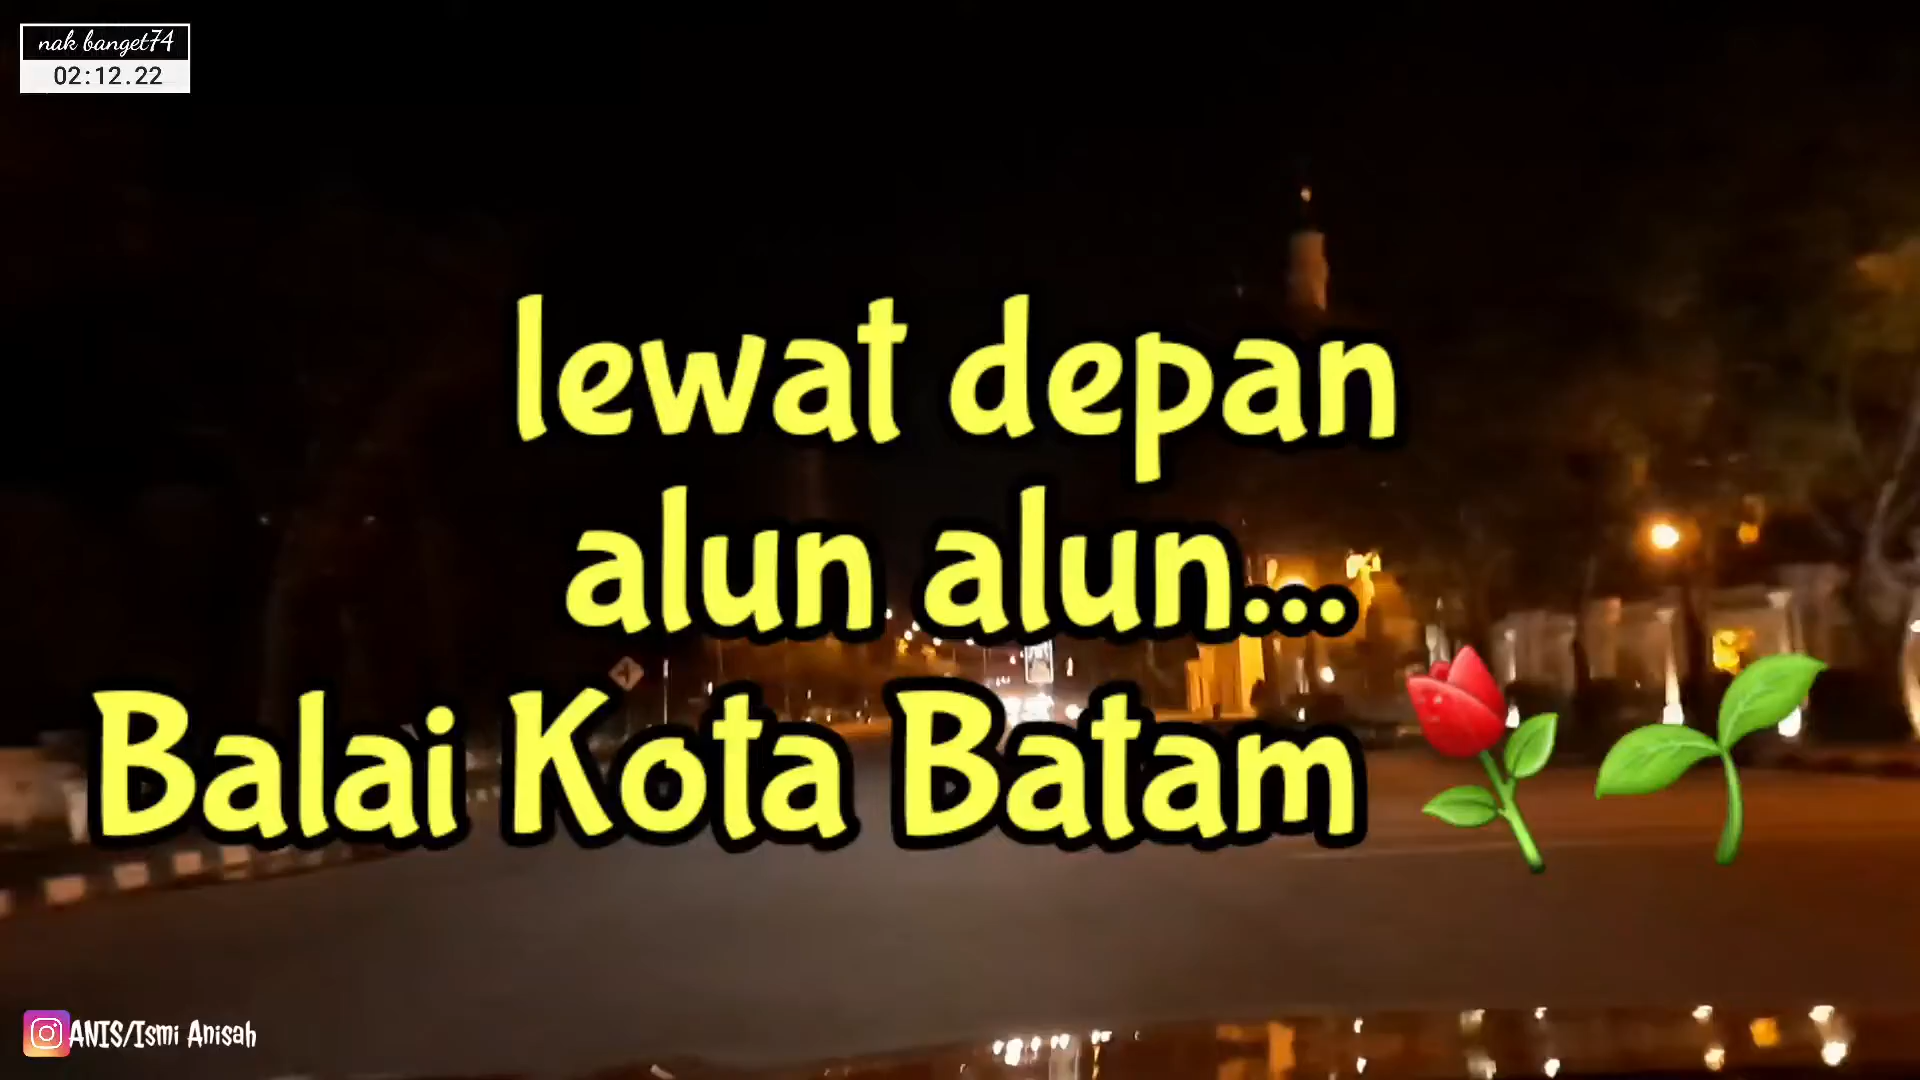 nak banget74
02:12.22
lewat depan
alun alun...
Balai Kota Batam
ANIS/Ismi Anisah